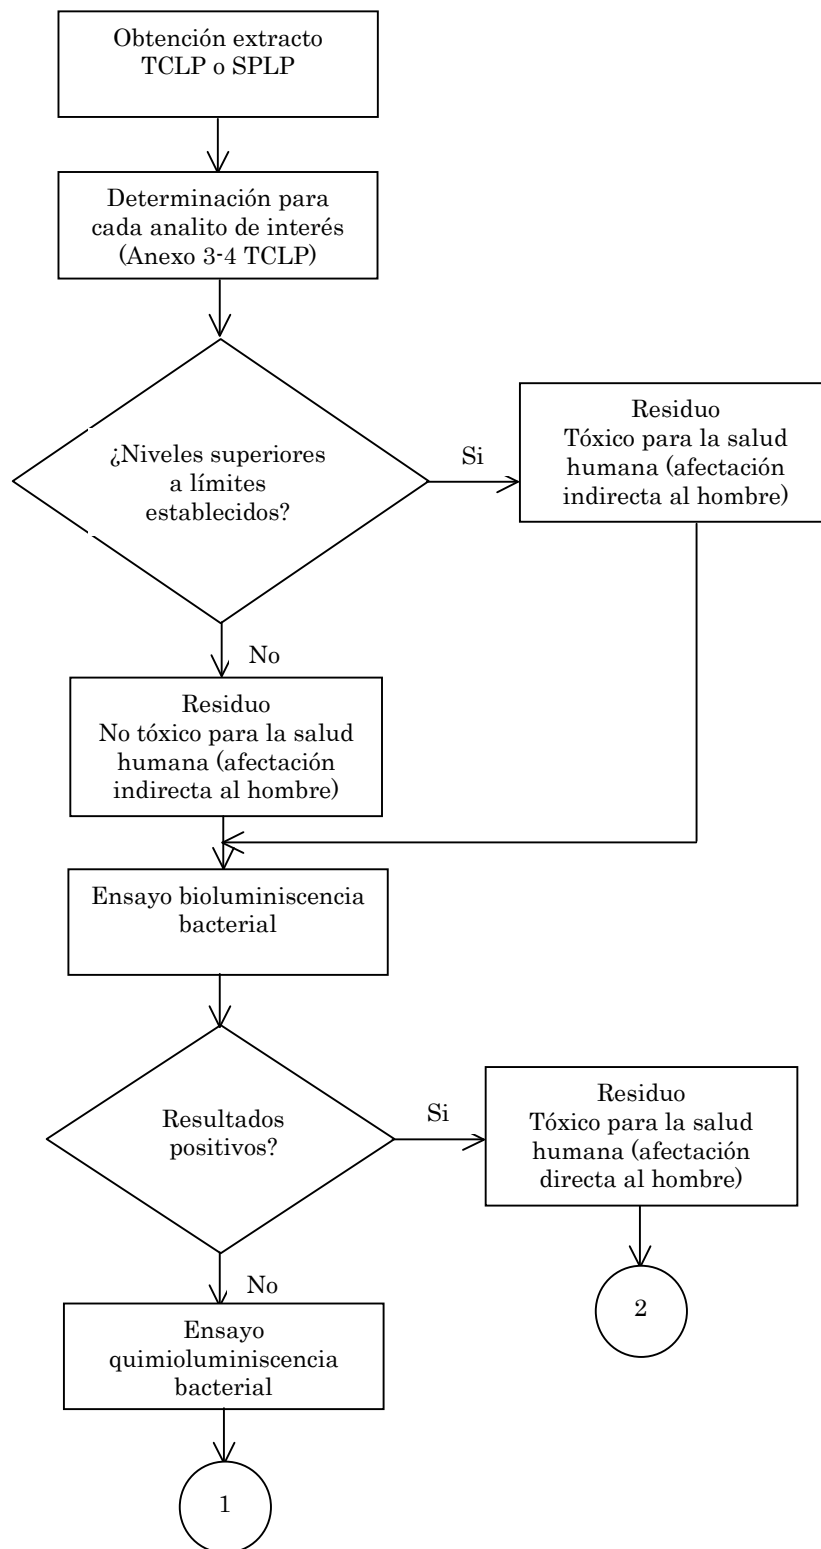 Obtención extracto
TCLP o SPLP
Determinación para
cada analito de interés
(Anexo 3-4 TCLP)
¿Niveles superiores
a límites
establecidos?
Si
Residuo
Tóxico para la salud
humana (afectación
indirecta al hombre)
No
Residuo
No tóxico para la salud
humana (afectación
indirecta al hombre)
Ensayo bioluminiscencia
bacterial
Resultados
positivos?
Si
Residuo
Tóxico para la salud
humana (afectación
directa al hombre)
2
No
Ensayo
quimioluminiscencia
bacterial
1